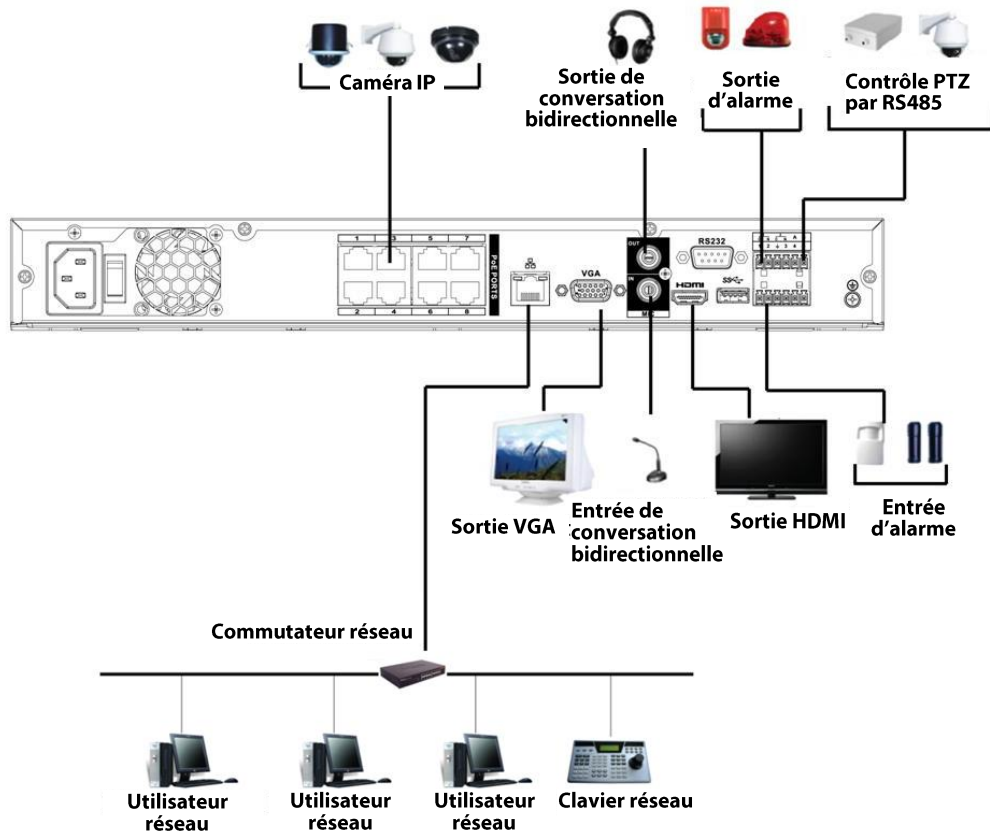 Caméra IP
Sortie de
conversation
bidirectionnelle
Sortie
d'alarme
Contrôle PTZ
par RS485
1 3 5 7
PoE PORTS
2 4 6 8
VGA
OUT
IN
RS232
HDMI
SS
Sortie VGA
Entrée de
conversation
bidirectionnelle
Sortie HDMI
Entrée
d'alarme
Commutateur réseau
Utilisateur
réseau
Utilisateur
réseau
Utilisateur
réseau
Clavier réseau